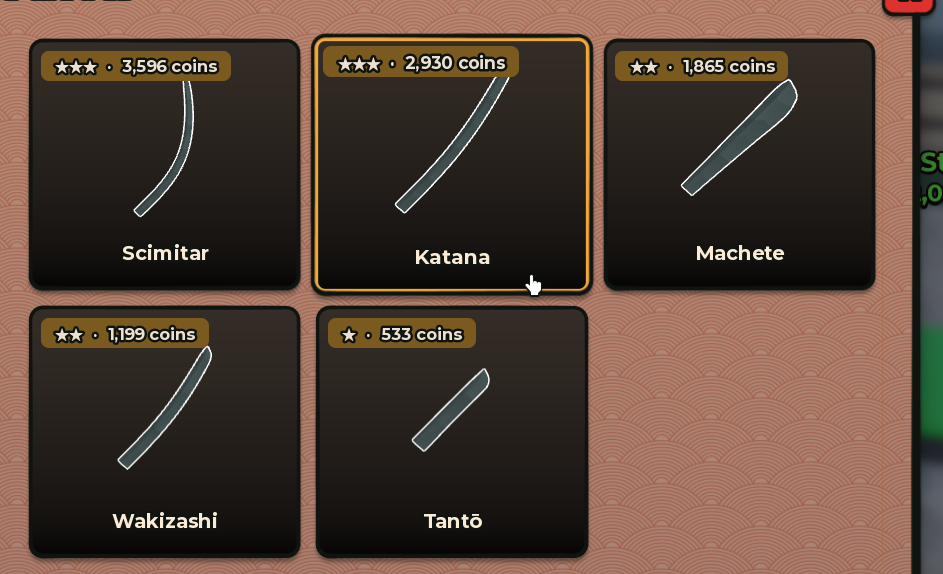 ★★★ · 3,596 coins
Scimitar
★★★ · 2,930 coins
Katana
★★ · 1,865 coins
Machete
★★ · 1,199 coins
Wakizashi
★ · 533 coins
Tantō